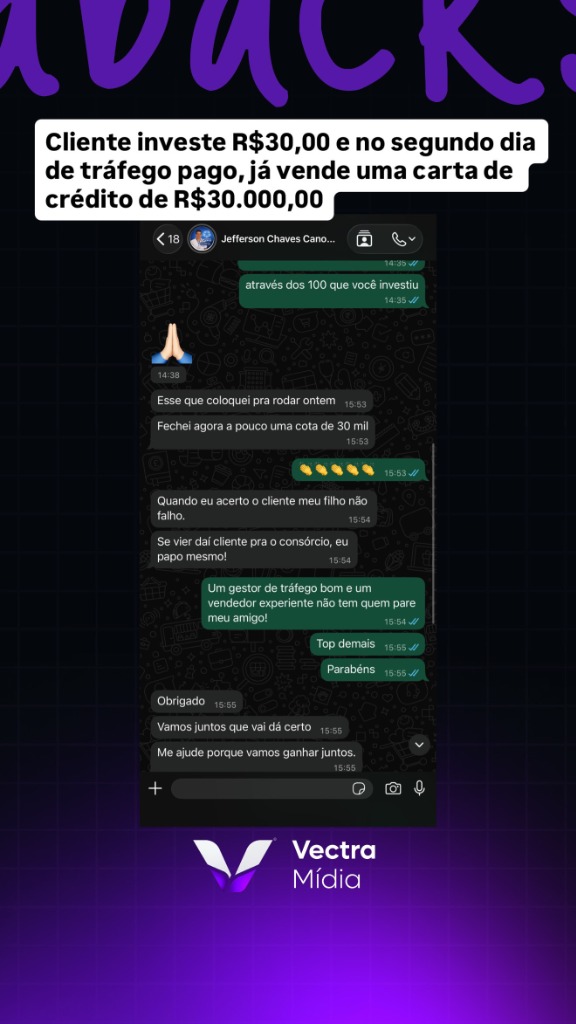 Cliente investe R$30,00 e no segundo dia
de tráfego pago, já vende uma carta de
crédito de R$30.000,00
18
Jefferson Chaves Cano...
14:35
através dos 100 que você investiu
14:35
14:38
Esse que coloquei pra rodar ontem
15:53
Fechei agora a pouco uma cota de 30 mil
15:53
15:53
Quando eu acerto o cliente meu filho não
falho.
15:54
Se vier daí cliente pra o consórcio, eu
papo mesmo!
15:54
Um gestor de tráfego bom e um
vendedor experiente não tem quem pare
meu amigo!
15:54
Top demais
15:55
Parabéns
15:55
Obrigado
15:55
Vamos juntos que vai dá certo
15:55
Me ajude porque vamos ganhar juntos.
15:55
Vectra
Mídia